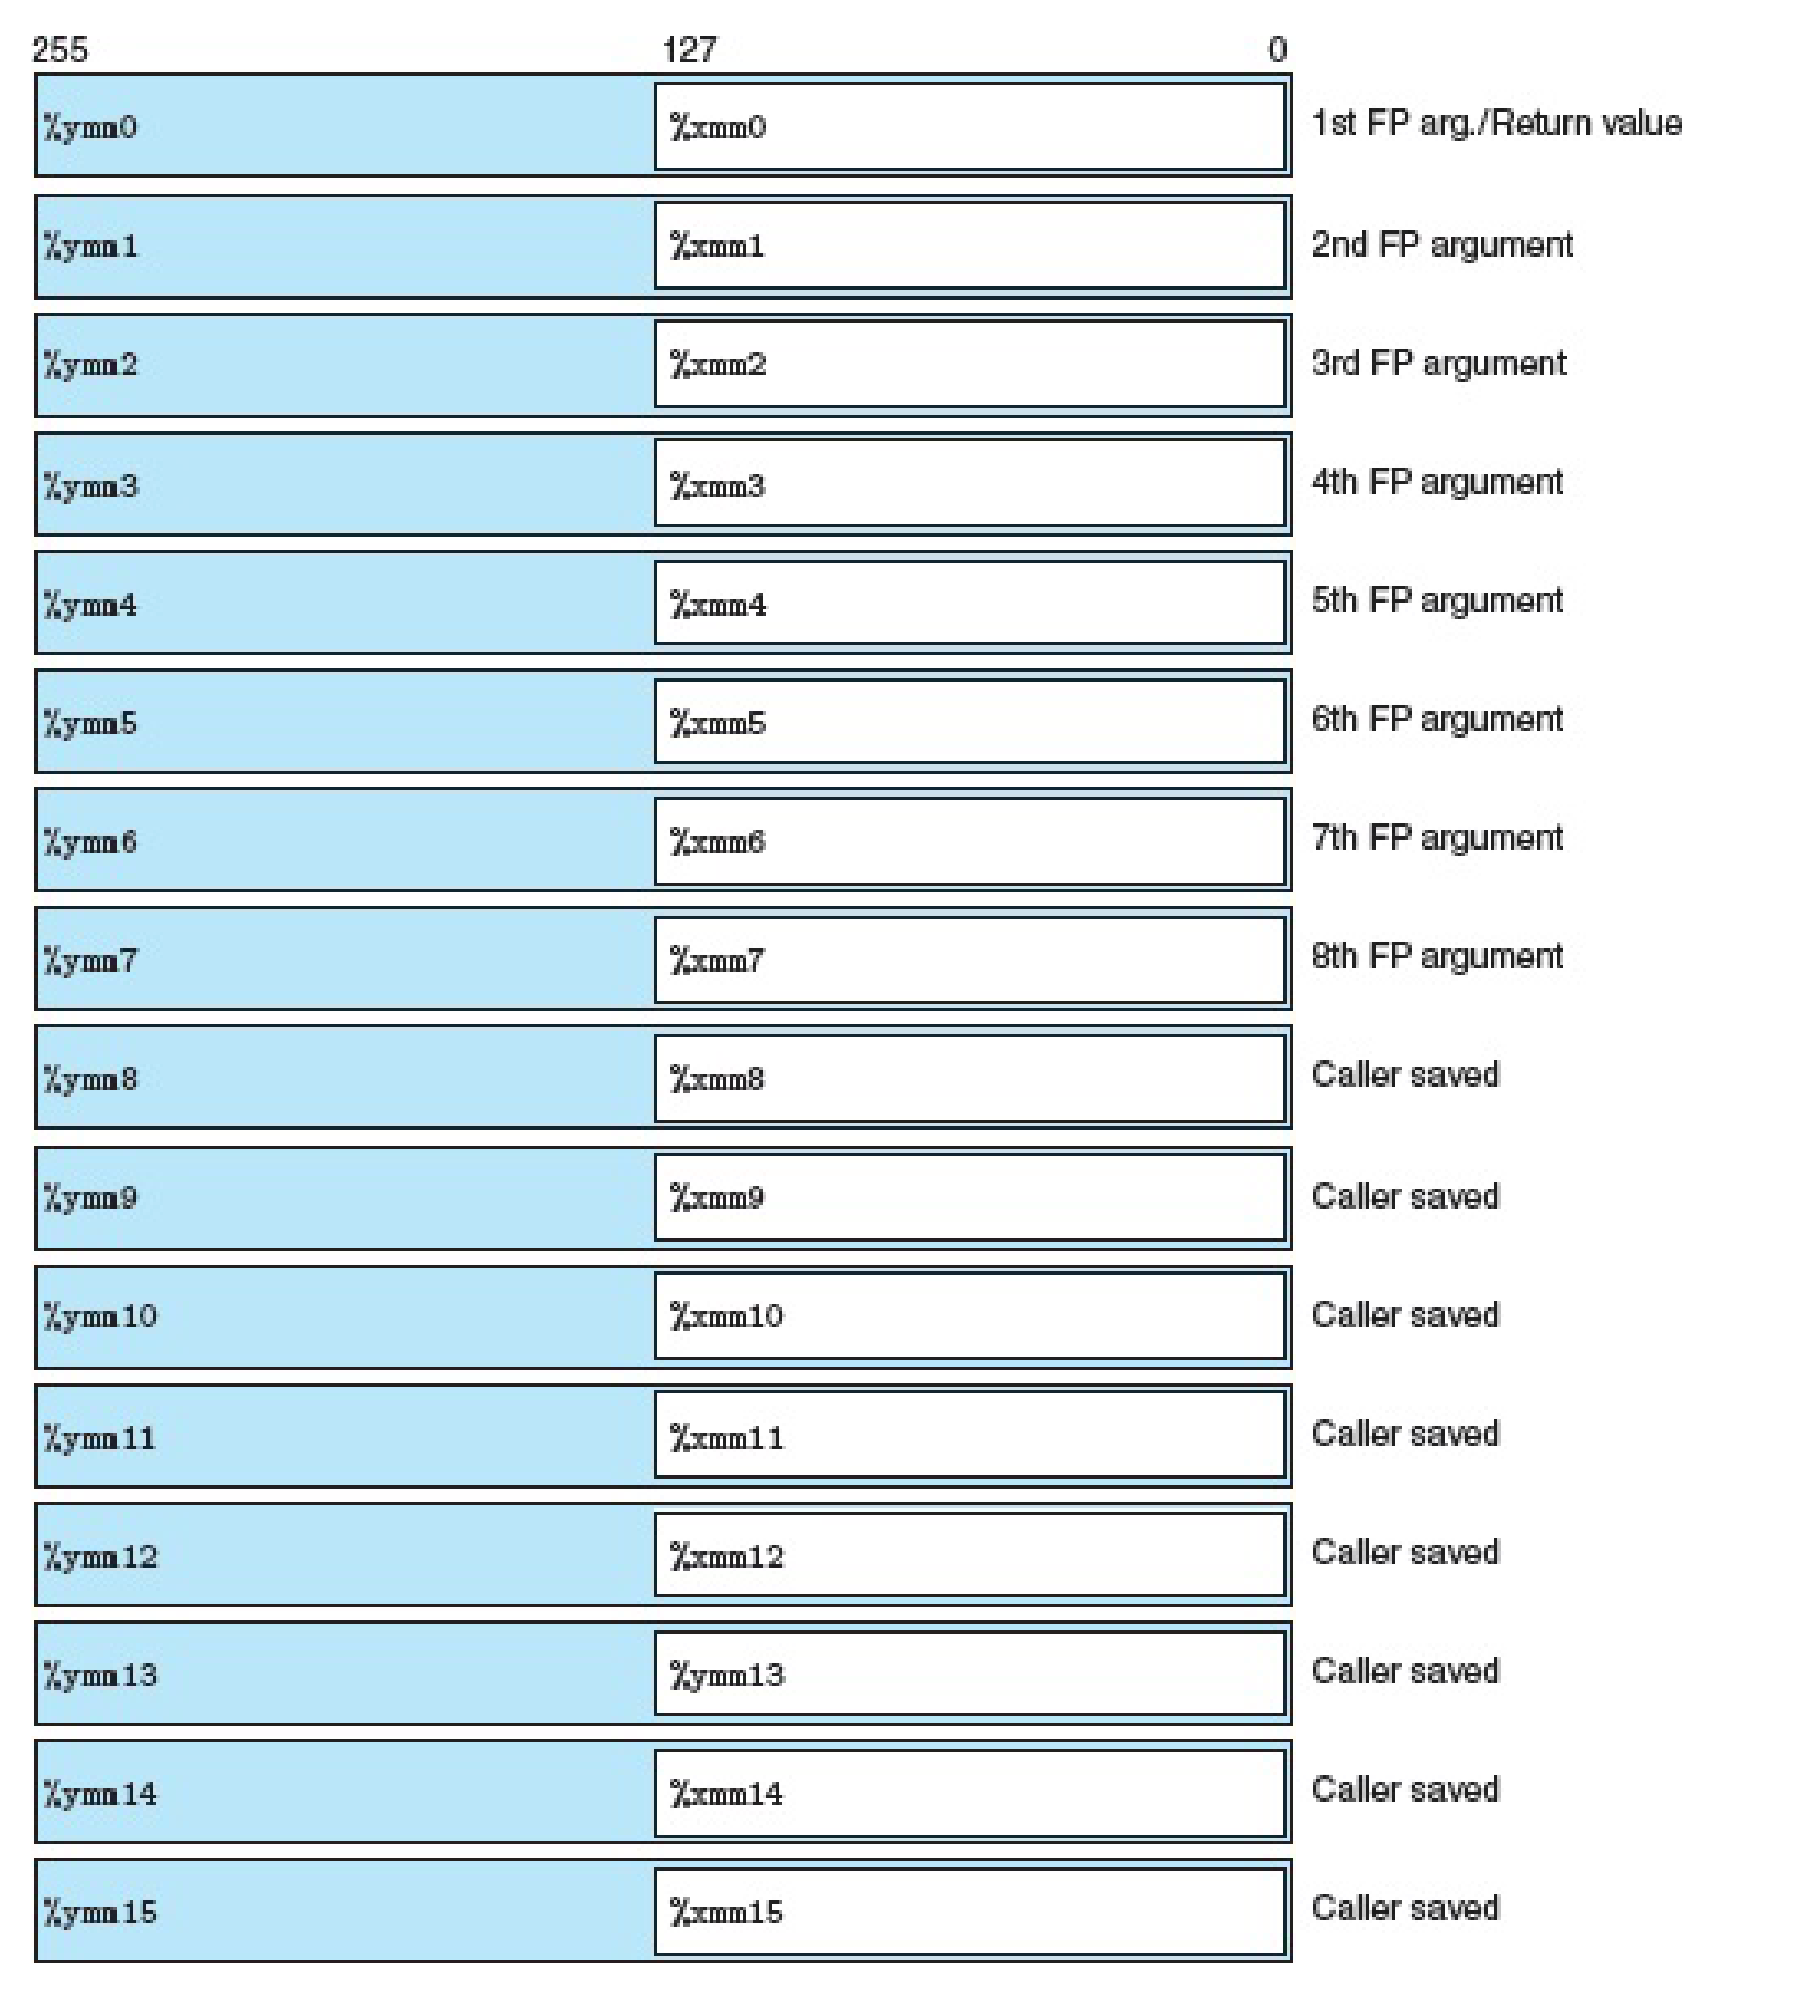 255 127 0
%ymm0 %xmm0 1st FP arg./Return value
%ymm1 %xmm1 2nd FP argument
%ymm2 %xmm2 3rd FP argument
%ymm3 %xmm3 4th FP argument
%ymm4 %xmm4 5th FP argument
%ymm5 %xmm5 6th FP argument
%ymm6 %xmm6 7th FP argument
%ymm7 %xmm7 8th FP argument
%ymm8 %xmm8 Caller saved
%ymm9 %xmm9 Caller saved
%ymm10 %xmm10 Caller saved
%ymm11 %xmm11 Caller saved
%ymm12 %xmm12 Caller saved
%ymm13 %ymm13 Caller saved
%ymm14 %xmm14 Caller saved
%ymm15 %xmm15 Caller saved